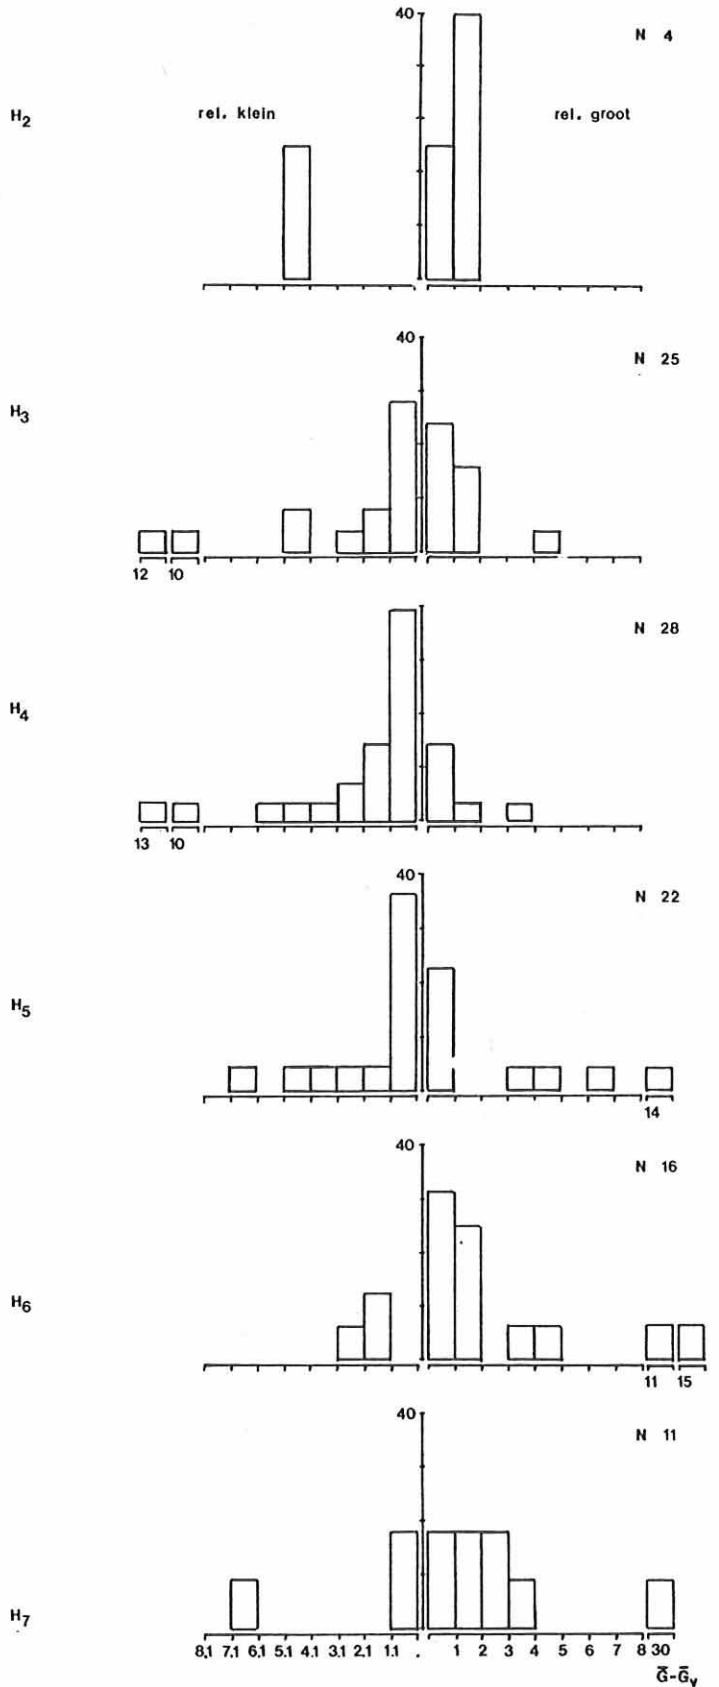 40
N 4
H2
rel. klein
rel. groot
40
N 25
H3
12 10
N 28
H4
13 10
40
N 22
H5
14
40
N 16
H6
11 15
40
N 11
H7
8.1 7.1 6.1 5.1 4.1 3.1 2.1 1.1 . 1 2 3 4 5 6 7 8 30
G̅-G̅v